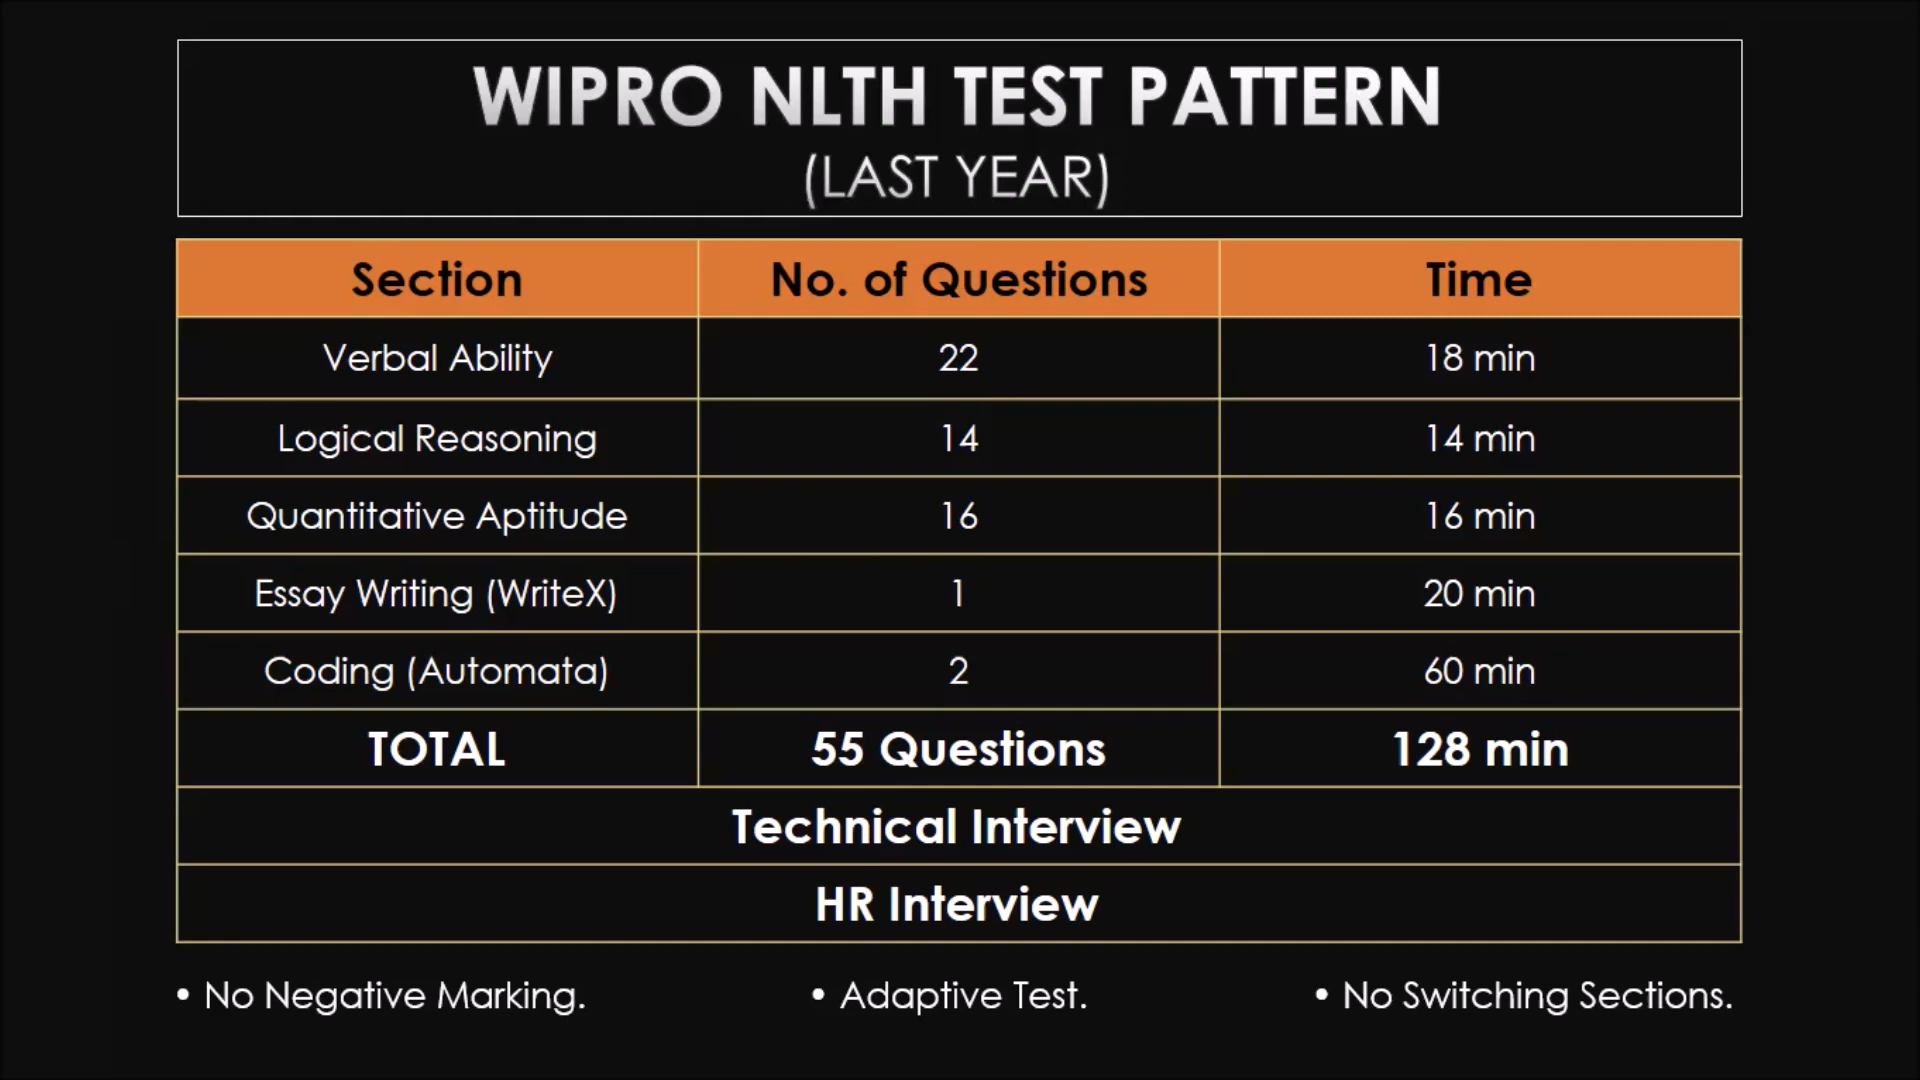 WIPRO NLTH TEST PATTERN
(LAST YEAR)
Section No. of Questions Time
Verbal Ability 22 18 min
Logical Reasoning 14 14 min
Quantitative Aptitude 16 16 min
Essay Writing (WriteX) 1 20 min
Coding (Automata) 2 60 min
TOTAL 55 Questions 128 min
Technical Interview
HR Interview
• No Negative Marking. • Adaptive Test. • No Switching Sections.